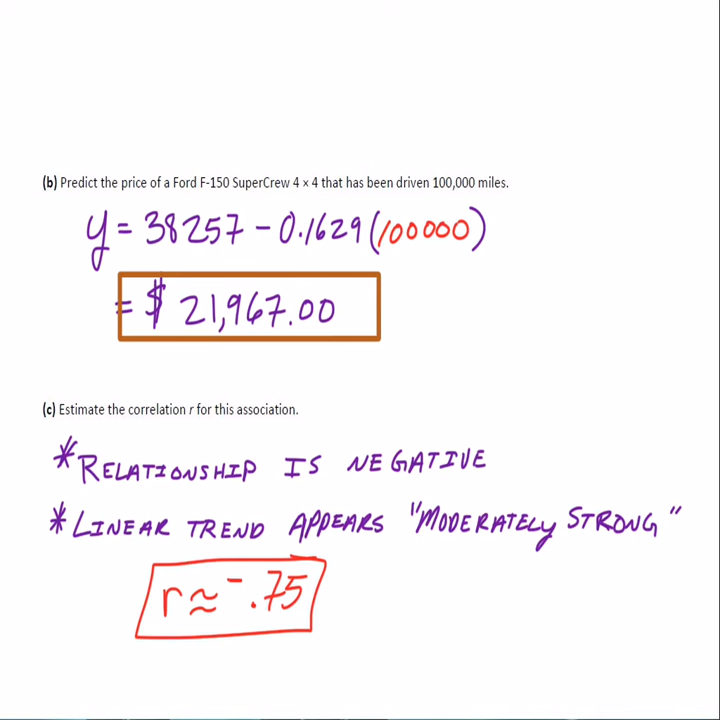 (b) Predict the price of a Ford F-150 SuperCrew 4 × 4 that has been driven 100,000 miles.
y = 38257 - 0.1629(100000)
= $ 21,967.00
(c) Estimate the correlation r for this association.
*RELATIONSHIP IS NEGATIVE
*LINEAR TREND APPEARS "MODERATELY STRONG"
r ≈ -.75